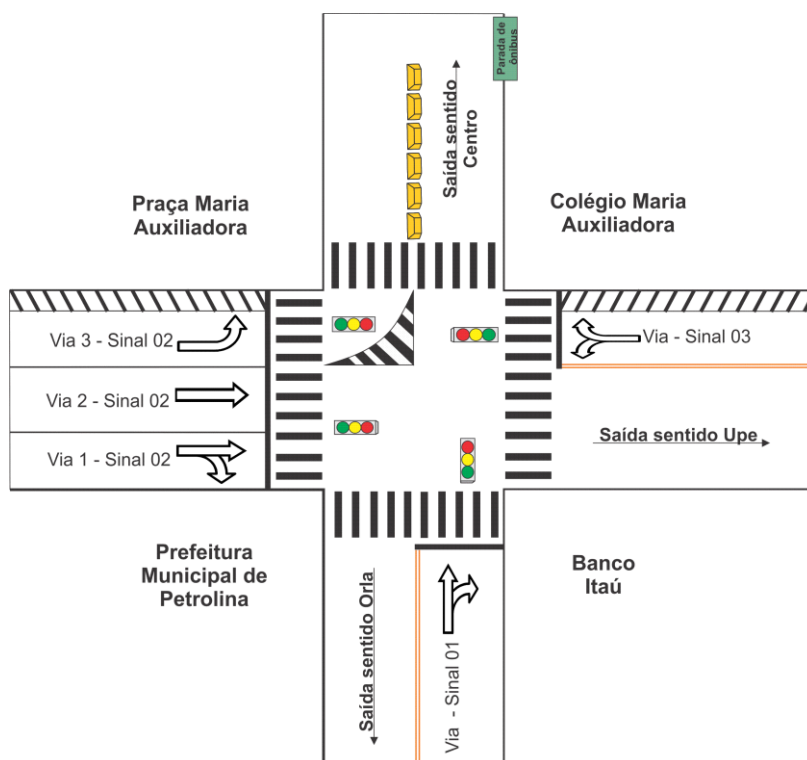 Parada de
ônibus
Saída sentido
Centro
Praça Maria
Auxiliadora
Colégio Maria
Auxiliadora
Via 3 - Sinal 02
Via - Sinal 03
Via 2 - Sinal 02
Via 1 - Sinal 02
Saída sentido Upe
Prefeitura
Municipal de
Petrolina
Banco
Itaú
Saída sentido Orla
Via - Sinal 01